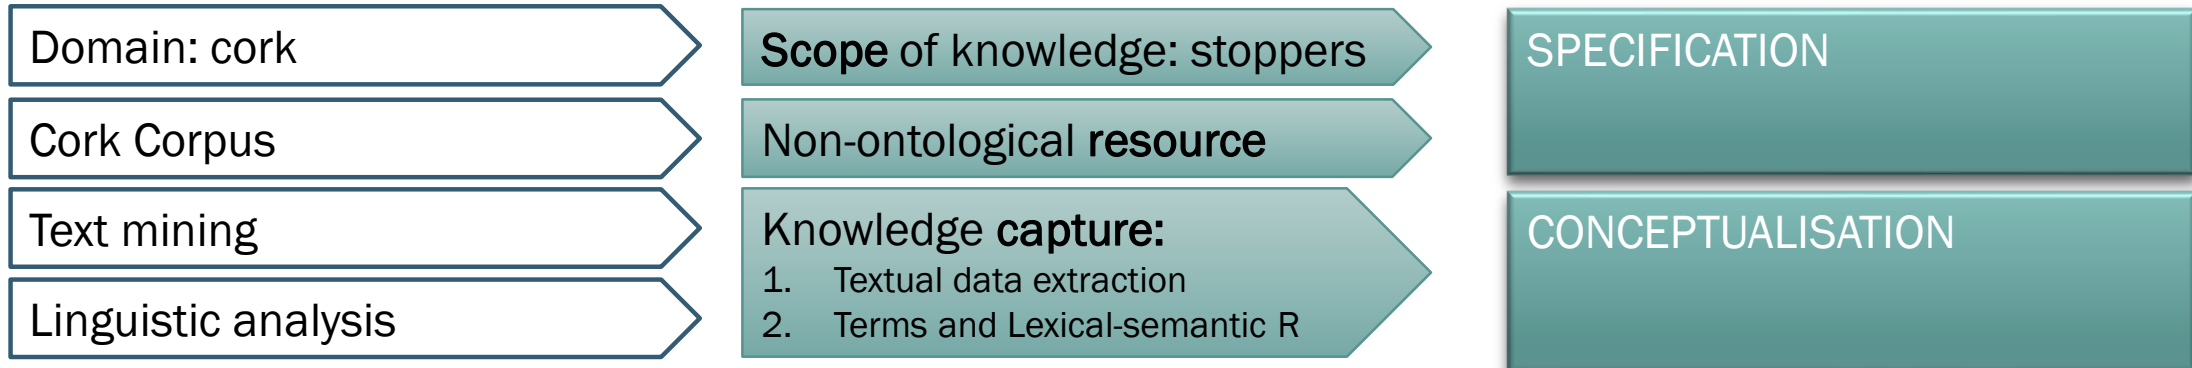 Domain: cork
Cork Corpus
Text mining
Linguistic analysis
Scope of knowledge: stoppers
Non-ontological resource
Knowledge capture:
1. Textual data extraction
2. Terms and Lexical-semantic R
SPECIFICATION
CONCEPTUALISATION